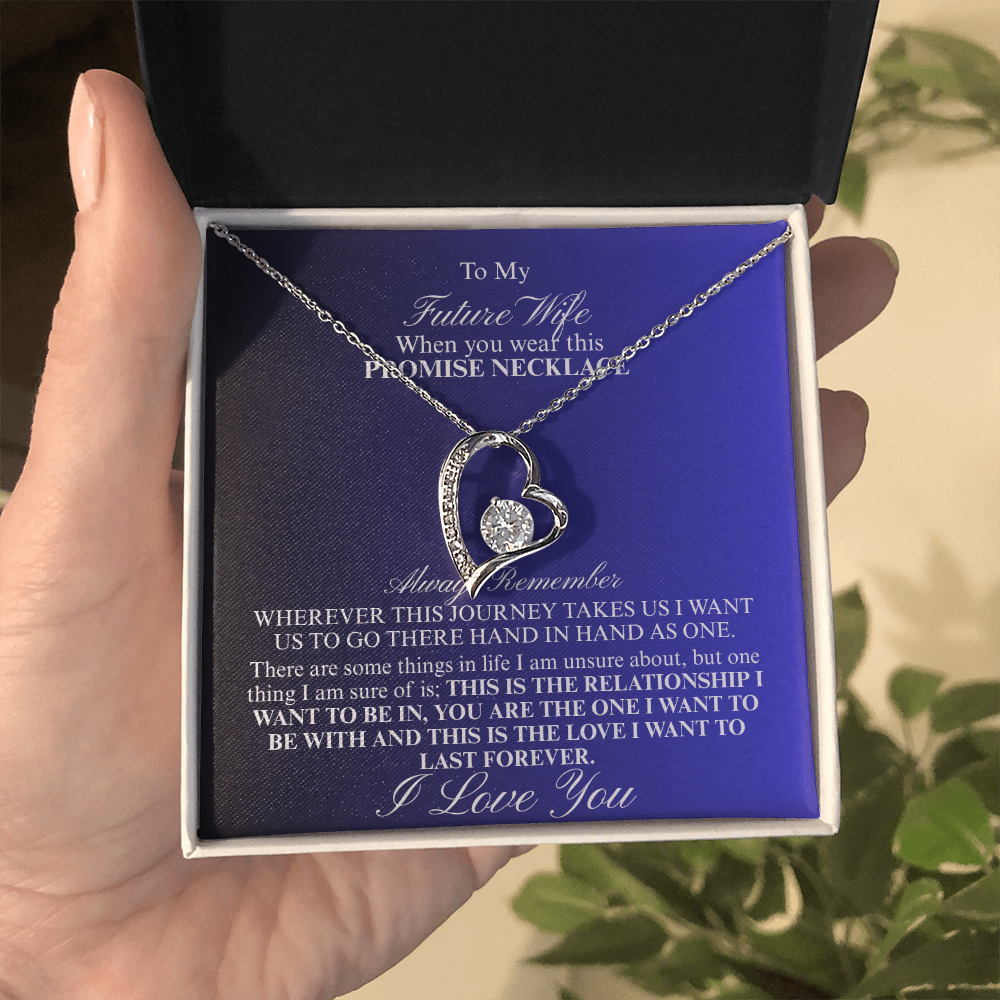 To My
Future Wife
When you wear this
PROMISE NECKLACE
Always Remember
WHEREVER THIS JOURNEY TAKES US I WANT
US TO GO THERE HAND IN HAND AS ONE.
There are some things in life I am unsure about, but one
thing I am sure of is; THIS IS THE RELATIONSHIP I
WANT TO BE IN, YOU ARE THE ONE I WANT TO
BE WITH AND THIS IS THE LOVE I WANT TO
LAST FOREVER.
I Love You